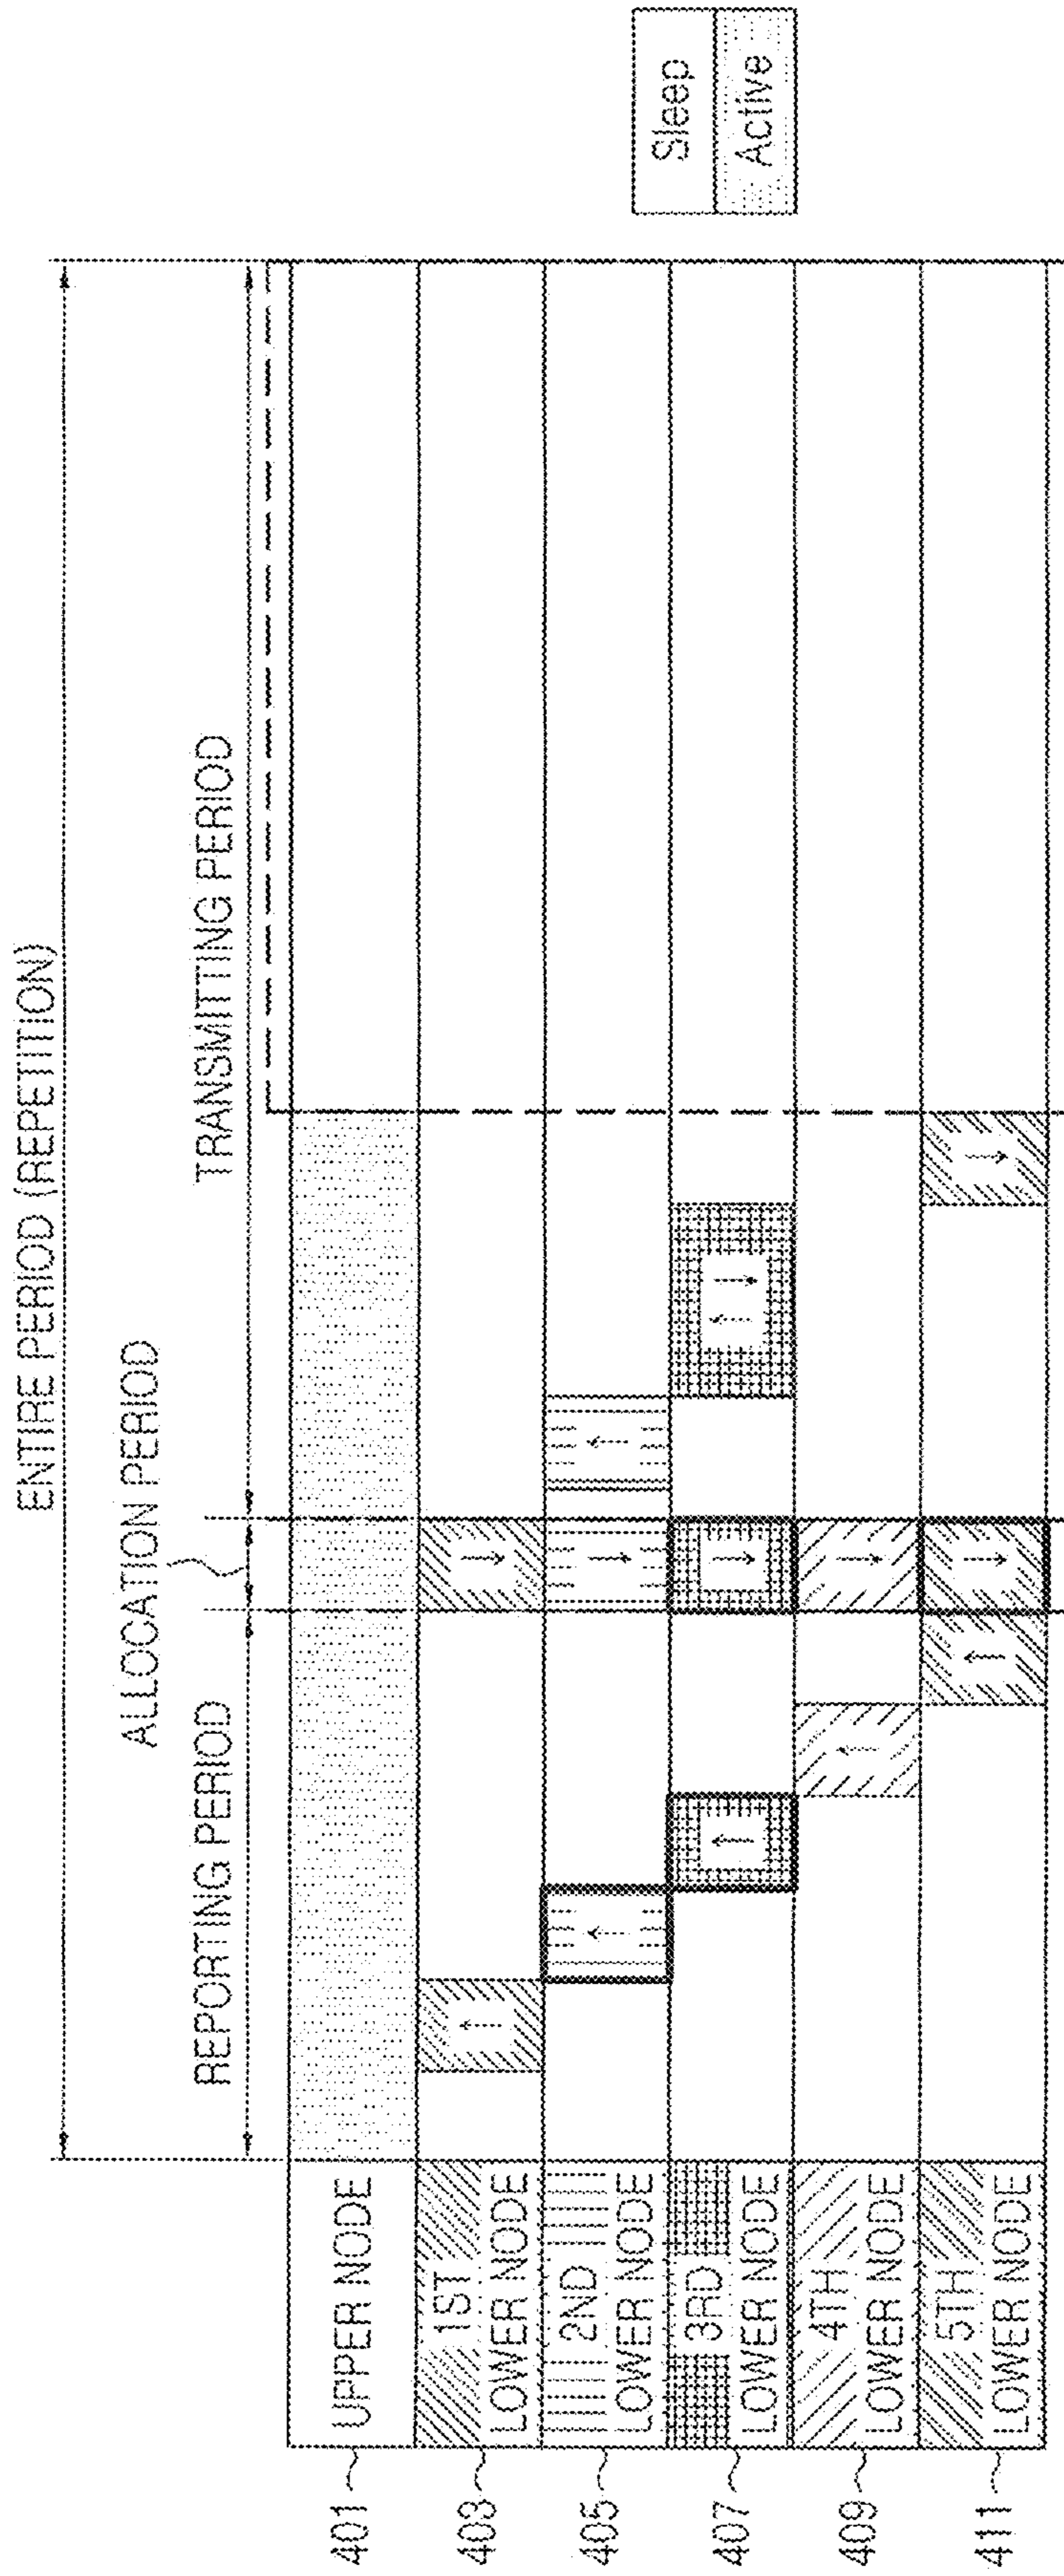 ENTIRE PERIOD (REPETITION)
ALLOCATION PERIOD
REPORTING PERIOD
TRANSMITTING PERIOD
401
UPPER NODE
403
1ST
LOWER NODE
405
2ND
LOWER NODE
407
3RD
LOWER NODE
409
4TH
LOWER NODE
411
5TH
LOWER NODE
Sleep
Active